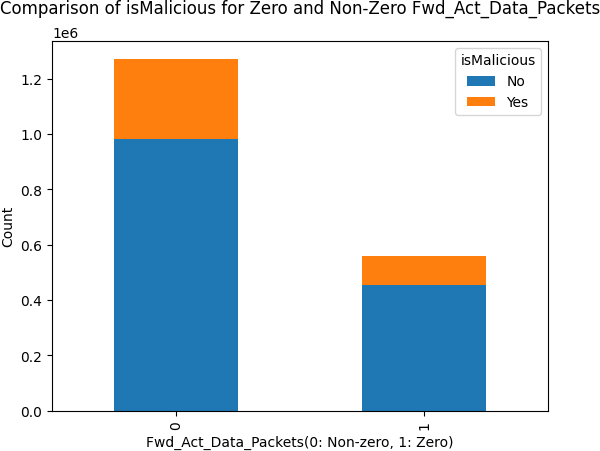 Comparison of isMalicious for Zero and Non-Zero Fwd_Act_Data_Packets
1e6
isMalicious
No
Yes
1.2
1.0
0.8
0.6
0.4
0.2
0.0
Count
0
1
Fwd_Act_Data_Packets(0: Non-zero, 1: Zero)